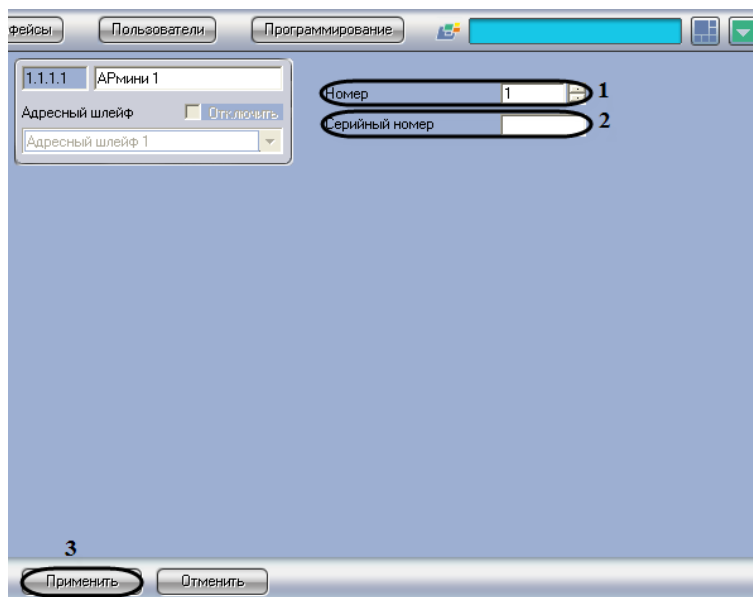 фейсы Пользователи Программирование
1.1.1.1 АРмини 1
Номер 1 1
Адресный шлейф Отключить
Серийный номер 2
Адресный шлейф 1
3
Применить Отменить